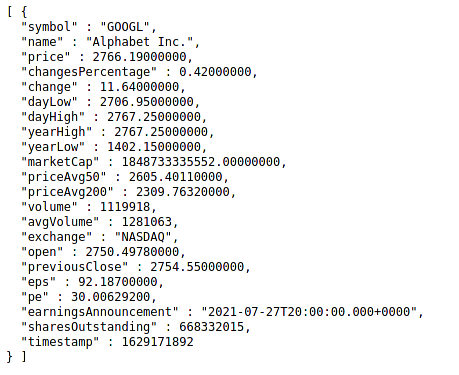 [ {
  "symbol" : "GOOGL",
  "name" : "Alphabet Inc.",
  "price" : 2766.19000000,
  "changesPercentage" : 0.42000000,
  "change" : 11.64000000,
  "dayLow" : 2706.95000000,
  "dayHigh" : 2767.25000000,
  "yearHigh" : 2767.25000000,
  "yearLow" : 1402.15000000,
  "marketCap" : 1848733335552.00000000,
  "priceAvg50" : 2605.40110000,
  "priceAvg200" : 2309.76320000,
  "volume" : 1119918,
  "avgVolume" : 1281063,
  "exchange" : "NASDAQ",
  "open" : 2750.49780000,
  "previousClose" : 2754.55000000,
  "eps" : 92.18700000,
  "pe" : 30.00629200,
  "earningsAnnouncement" : "2021-07-27T20:00:00.000+0000",
  "sharesOutstanding" : 668332015,
  "timestamp" : 1629171892
} ]